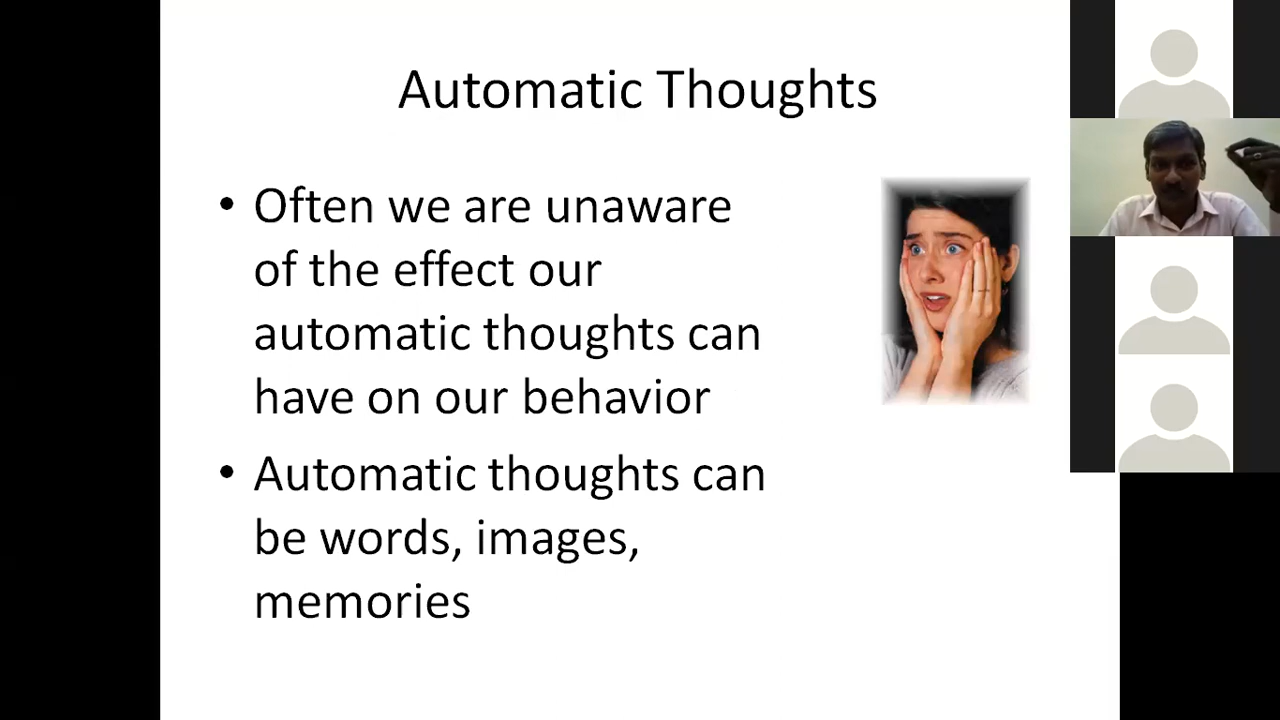 Automatic Thoughts
• Often we are unaware
of the effect our
automatic thoughts can
have on our behavior
• Automatic thoughts can
be words, images,
memories